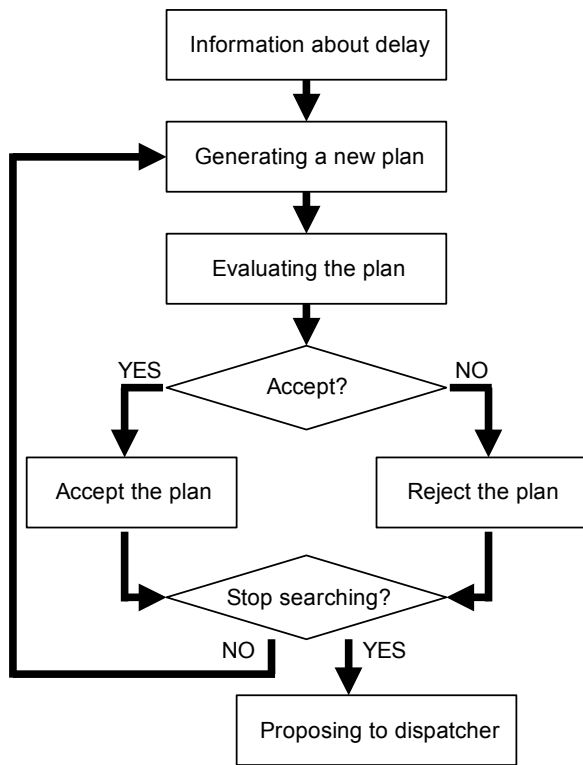 Information about delay
Generating a new plan
Evaluating the plan
YES
NO
Accept?
Accept the plan
Reject the plan
Stop searching?
NO
YES
Proposing to dispatcher